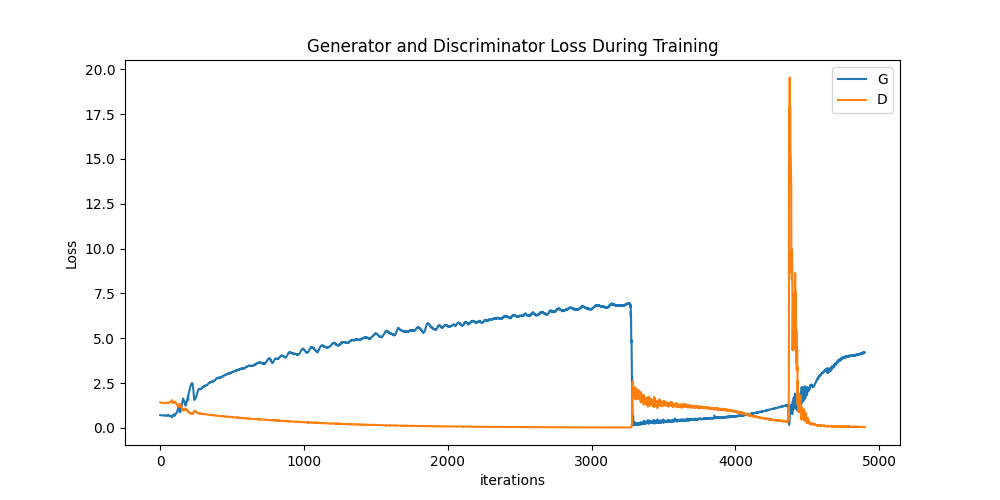 Generator and Discriminator Loss During Training
20.0
17.5
15.0
12.5
10.0
7.5
5.0
2.5
0.0
Loss
G
D
0 1000 2000 3000 4000 5000
iterations